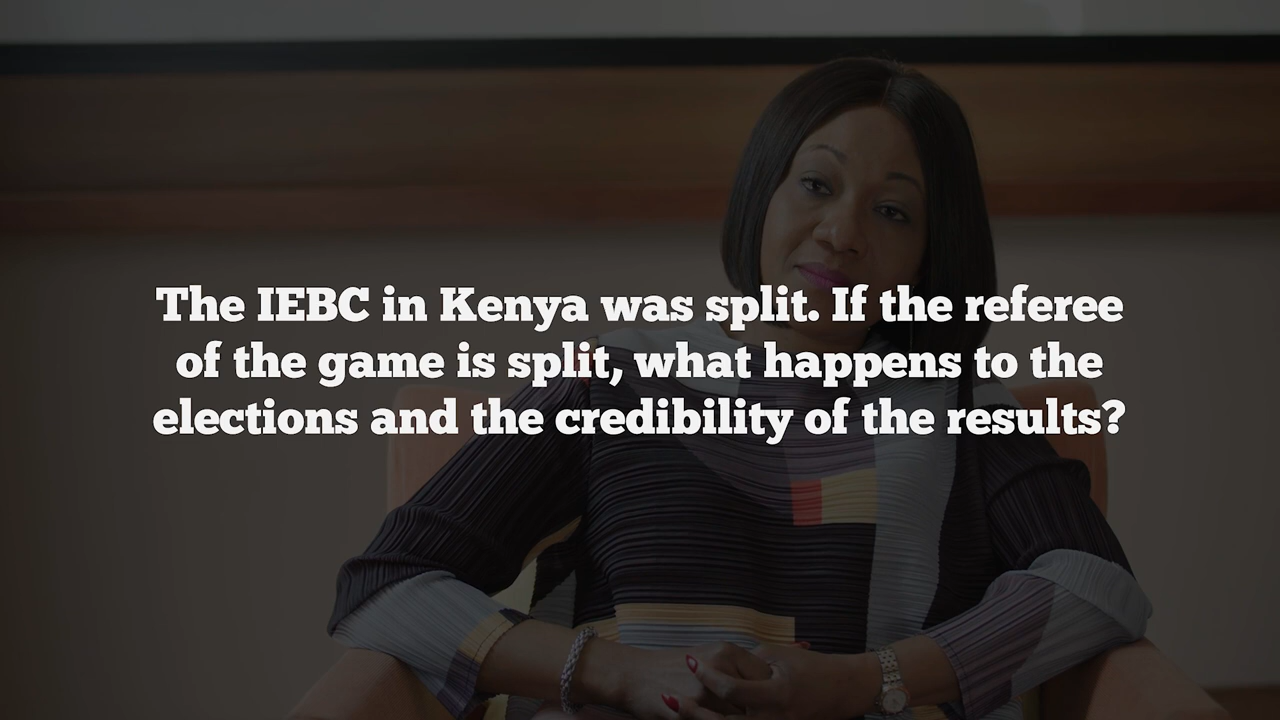 The IEBC in Kenya was split. If the referee
of the game is split, what happens to the
elections and the credibility of the results?